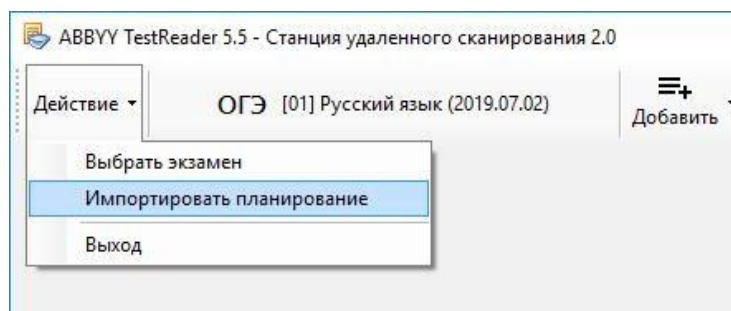 ABBYY TestReader 5.5 - Станция удаленного сканирования 2.0
Действие ОГЭ [01] Русский язык (2019.07.02) Добавить
Выбрать экзамен
Импортировать планирование
Выход